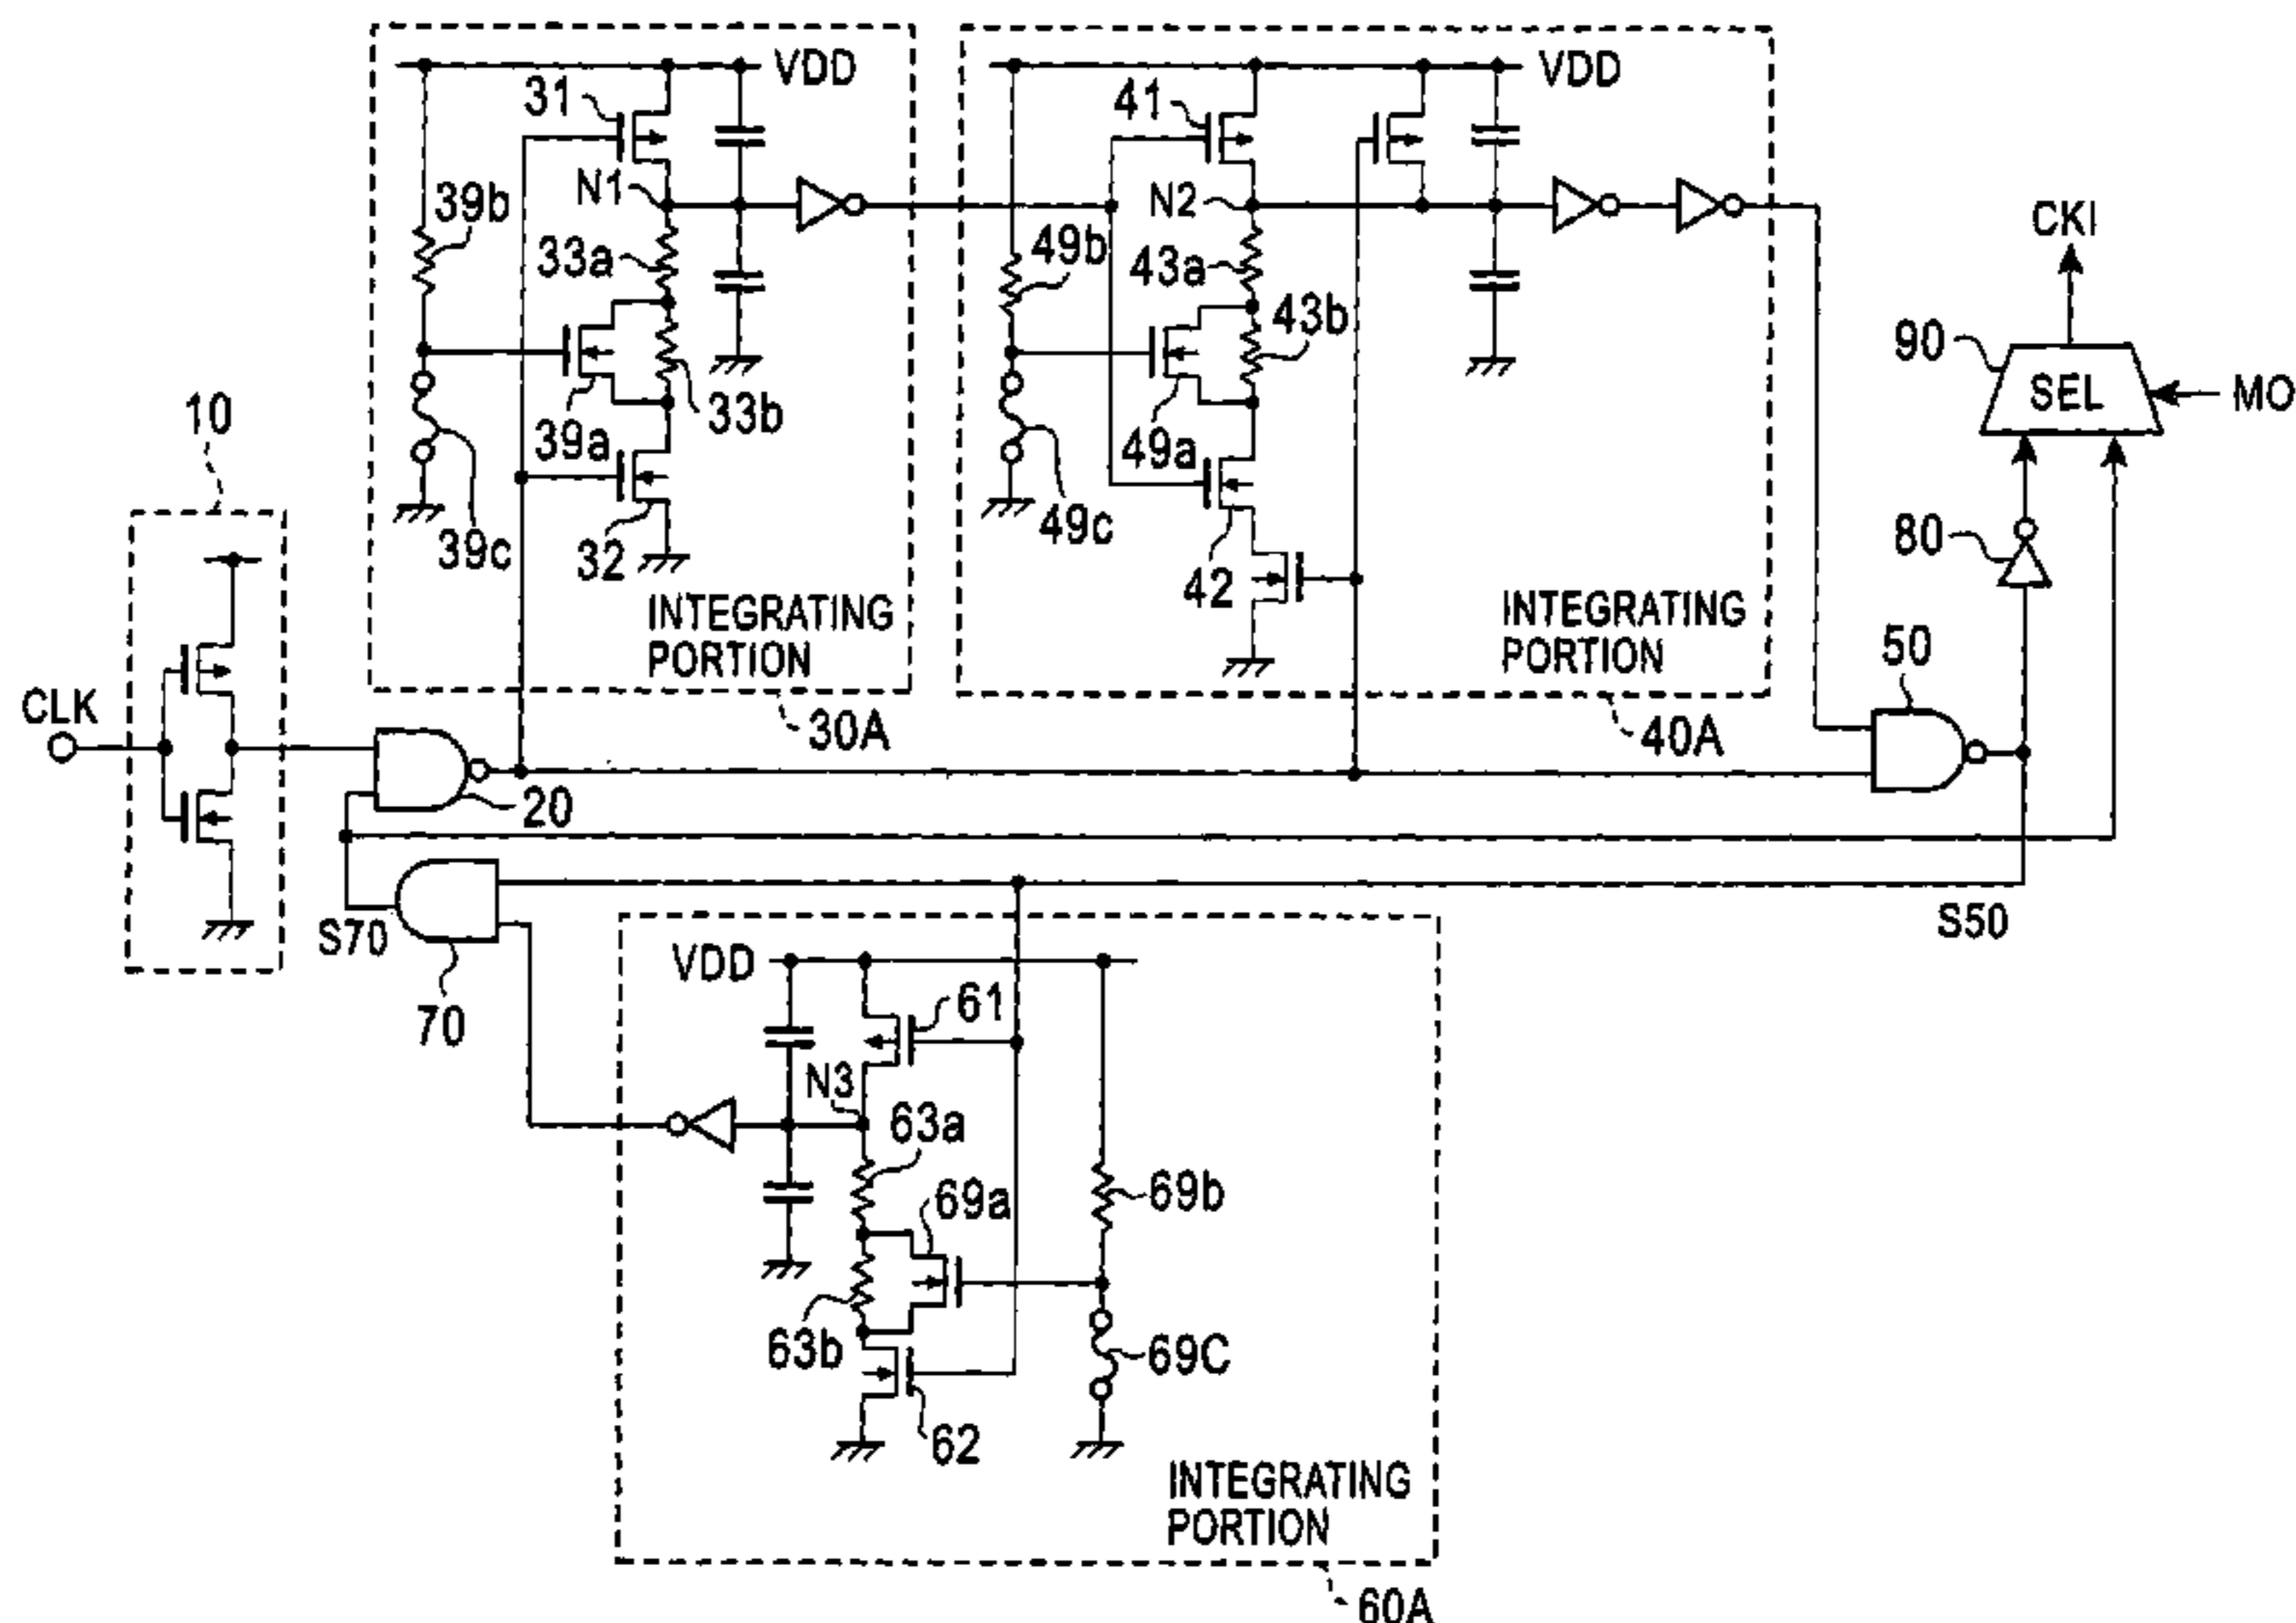 VDD
31
N1
39b
33a
33b
39a
39c
32
INTEGRATING
PORTION
30A
VDD
41
N2
49b
43a
43b
49a
49c
42
INTEGRATING
PORTION
40A
CKI
90
SEL
MO
80
50
10
CLK
20
S70
70
S50
VDD
61
N3
63a
69a
69b
63b
69C
62
INTEGRATING
PORTION
60A